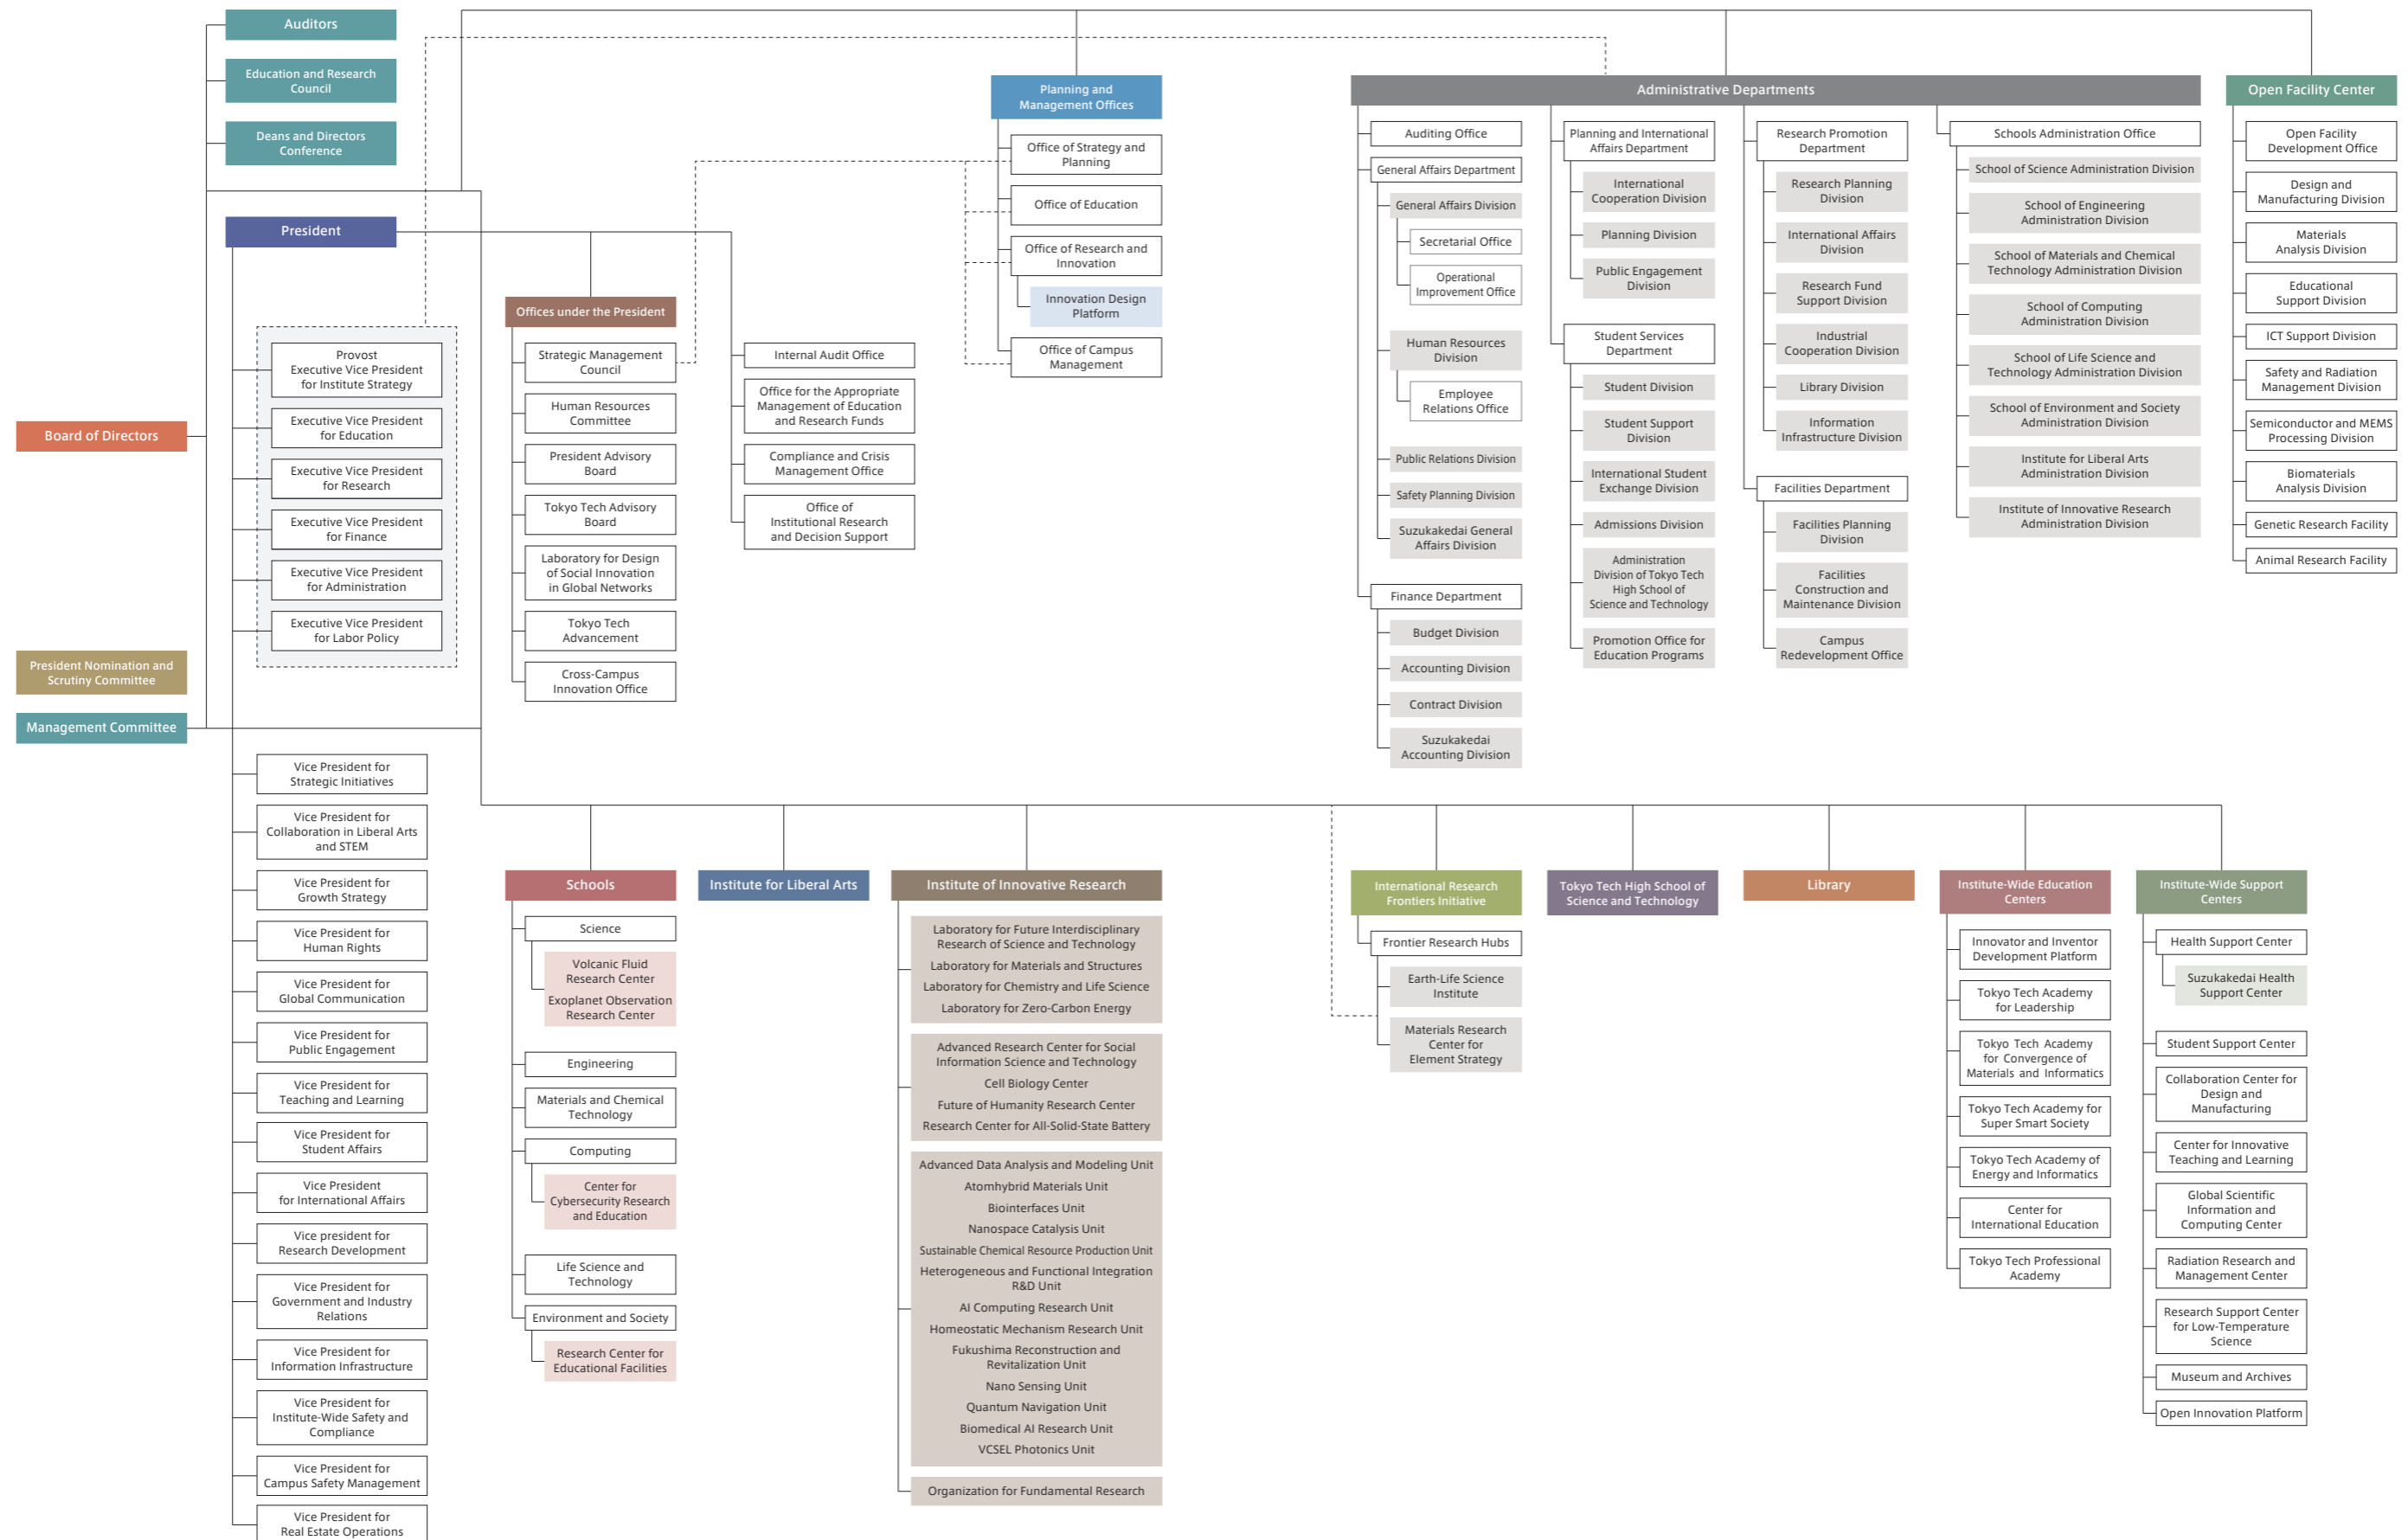 Auditors
Education and Research
Council
Deans and Directors
Conference
President
Provost
Executive Vice President
for Institute Strategy
Executive Vice President
for Education
Executive Vice President
for Research
Executive Vice President
for Finance
Executive Vice President
for Administration
Executive Vice President
for Labor Policy
Board of Directors
President Nomination and
Scrutiny Committee
Management Committee
Vice President for
Strategic Initiatives
Vice President for
Collaboration in Liberal Arts
and STEM
Vice President for
Growth Strategy
Vice President for
Human Rights
Vice President for
Global Communication
Vice President for
Public Engagement
Vice President for
Teaching and Learning
Vice President for
Student Affairs
Vice President
for International Affairs
Vice president for
Research Development
Vice President for
Government and Industry
Relations
Vice President for
Information Infrastructure
Vice President for
Institute-Wide Safety and
Compliance
Vice President for
Campus Safety Management
Vice President for
Real Estate Operations
Offices under the President
Strategic Management
Council
Human Resources
Committee
President Advisory
Board
Tokyo Tech Advisory
Board
Laboratory for Design
of Social Innovation
in Global Networks
Tokyo Tech
Advancement
Cross-Campus
Innovation Office
Internal Audit Office
Office for the Appropriate
Management of Education
and Research Funds
Compliance and Crisis
Management Office
Office of
Institutional Research
and Decision Support
Planning and
Management Offices
Office of Strategy and
Planning
Office of Education
Office of Research and
Innovation
Innovation Design
Platform
Office of Campus
Management
Administrative Departments
Auditing Office
General Affairs Department
General Affairs Division
Secretarial Office
Operational
Improvement Office
Human Resources
Division
Employee
Relations Office
Public Relations Division
Safety Planning Division
Suzukakedai General
Affairs Division
Finance Department
Budget Division
Accounting Division
Contract Division
Suzukakedai
Accounting Division
Planning and International
Affairs Department
International
Cooperation Division
Planning Division
Public Engagement
Division
Student Services
Department
Student Division
Student Support
Division
International Student
Exchange Division
Admissions Division
Administration
Division of Tokyo Tech
High School of
Science and Technology
Promotion Office for
Education Programs
Research Promotion
Department
Research Planning
Division
International Affairs
Division
Research Fund
Support Division
Industrial
Cooperation Division
Library Division
Information
Infrastructure Division
Facilities Department
Facilities Planning
Division
Facilities
Construction and
Maintenance Division
Campus
Redevelopment Office
Schools Administration Office
School of Science Administration Division
School of Engineering
Administration Division
School of Materials and Chemical
Technology Administration Division
School of Computing
Administration Division
School of Life Science and
Technology Administration Division
School of Environment and Society
Administration Division
Institute for Liberal Arts
Administration Division
Institute of Innovative Research
Administration Division
Open Facility Center
Open Facility
Development Office
Design and
Manufacturing Division
Materials
Analysis Division
Educational
Support Division
ICT Support Division
Safety and Radiation
Management Division
Semiconductor and MEMS
Processing Division
Biomaterials
Analysis Division
Genetic Research Facility
Animal Research Facility
Schools
Science
Volcanic Fluid
Research Center
Exoplanet Observation
Research Center
Engineering
Materials and Chemical
Technology
Computing
Center for
Cybersecurity Research
and Education
Life Science and
Technology
Environment and Society
Research Center for
Educational Facilities
Institute for Liberal Arts
Institute of Innovative Research
Laboratory for Future Interdisciplinary
Research of Science and Technology
Laboratory for Materials and Structures
Laboratory for Chemistry and Life Science
Laboratory for Zero-Carbon Energy
Advanced Research Center for Social
Information Science and Technology
Cell Biology Center
Future of Humanity Research Center
Research Center for All-Solid-State Battery
Advanced Data Analysis and Modeling Unit
Atomhybrid Materials Unit
Biointerfaces Unit
Nanospace Catalysis Unit
Sustainable Chemical Resource Production Unit
Heterogeneous and Functional Integration
R&D Unit
AI Computing Research Unit
Homeostatic Mechanism Research Unit
Fukushima Reconstruction and
Revitalization Unit
Nano Sensing Unit
Quantum Navigation Unit
Biomedical AI Research Unit
VCSEL Photonics Unit
Organization for Fundamental Research
International Research
Frontiers Initiative
Frontier Research Hubs
Earth-Life Science
Institute
Materials Research
Center for
Element Strategy
Tokyo Tech High School of
Science and Technology
Library
Institute-Wide Education
Centers
Innovator and Inventor
Development Platform
Tokyo Tech Academy
for Leadership
Tokyo Tech Academy
for Convergence of
Materials and Informatics
Tokyo Tech Academy for
Super Smart Society
Tokyo Tech Academy of
Energy and Informatics
Center for
International Education
Tokyo Tech Professional
Academy
Institute-Wide Support
Centers
Health Support Center
Suzukakedai Health
Support Center
Student Support Center
Collaboration Center for
Design and
Manufacturing
Center for Innovative
Teaching and Learning
Global Scientific
Information and
Computing Center
Radiation Research and
Management Center
Research Support Center
for Low-Temperature
Science
Museum and Archives
Open Innovation Platform